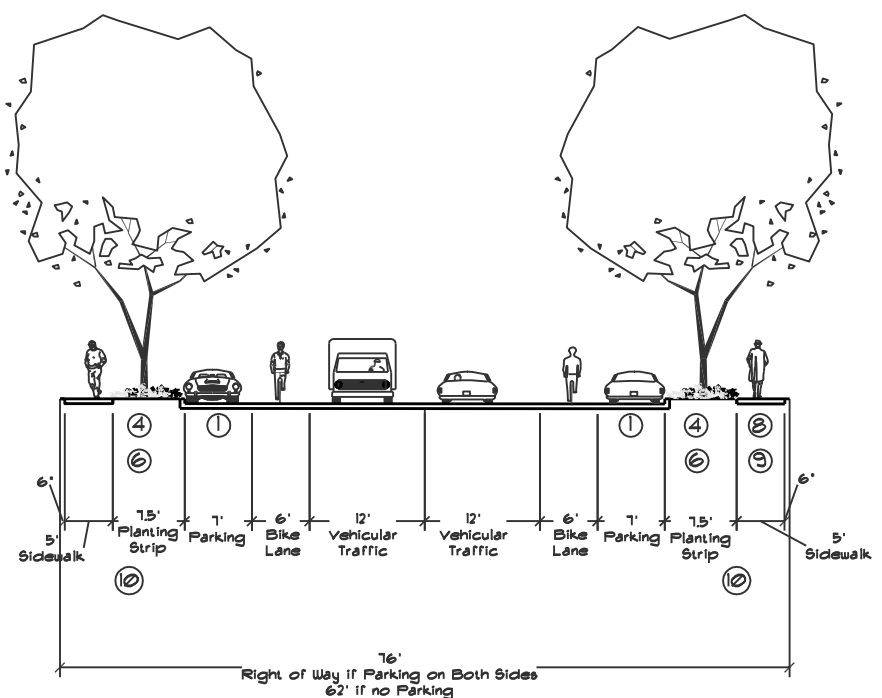 4 1 1 4 8
6 6 9
6" 6"
7.5' 7' 6' 12' 12' 6' 7' 7.5'
Planting Parking Bike Vehicular Vehicular Bike Parking Planting
Strip Lane Traffic Traffic Lane Strip
5' 5'
Sidewalk Sidewalk
10 10
76'
Right of Way if Parking on Both Sides
62' if no Parking